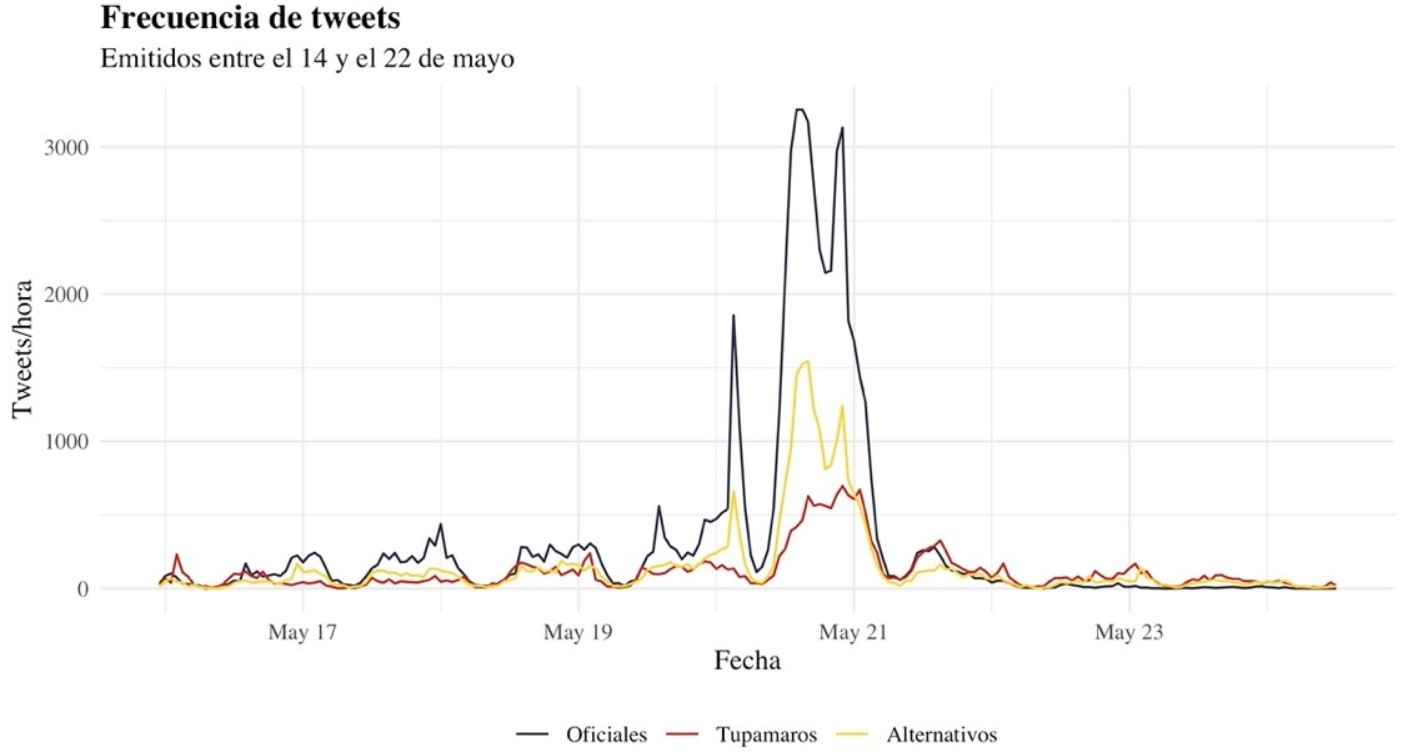 Frecuencia de tweets
Emitidos entre el 14 y el 22 de mayo
Tweets/hora
3000
2000
1000
0
May 17 May 19 May 21 May 23
Fecha
Oficiales Tupamaros Alternativos